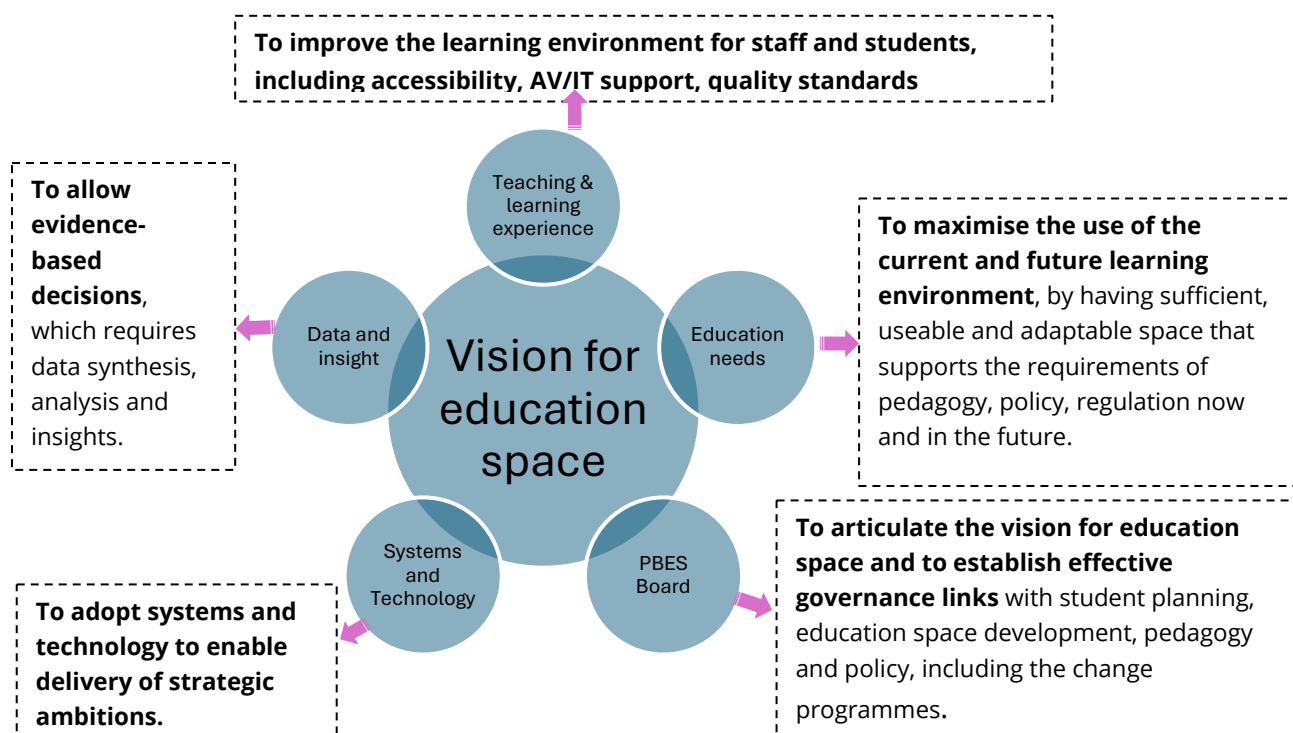 To improve the learning environment for staff and students,
including accessibility, AV/IT support, quality standards
Teaching &
learning
experience
To allow
evidence-
based
decisions,
which requires
data synthesis,
analysis and
insights.
Data and
insight
Vision for
education
space
Education
needs
To maximise the use of the
current and future learning
environment, by having sufficient,
useable and adaptable space that
supports the requirements of
pedagogy, policy, regulation now
and in the future.
Systems
and
Technology
PBES
Board
To adopt systems and
technology to enable
delivery of strategic
ambitions.
To articulate the vision for education
space and to establish effective
governance links with student planning,
education space development, pedagogy
and policy, including the change
programmes.